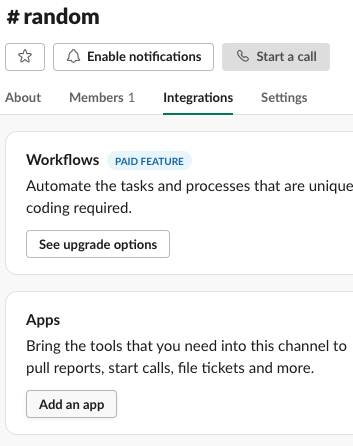 # random
Enable notifications
Start a call
About
Members 1
Integrations
Settings
Workflows PAID FEATURE
Automate the tasks and processes that are unique
coding required.
See upgrade options
Apps
Bring the tools that you need into this channel to
pull reports, start calls, file tickets and more.
Add an app